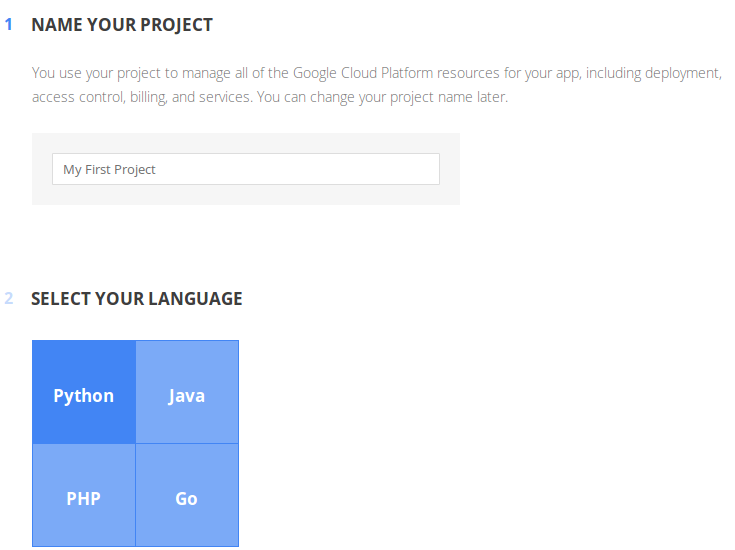 1 NAME YOUR PROJECT
You use your project to manage all of the Google Cloud Platform resources for your app, including deployment,
access control, billing, and services. You can change your project name later.
My First Project
2 SELECT YOUR LANGUAGE
Python Java
PHP Go